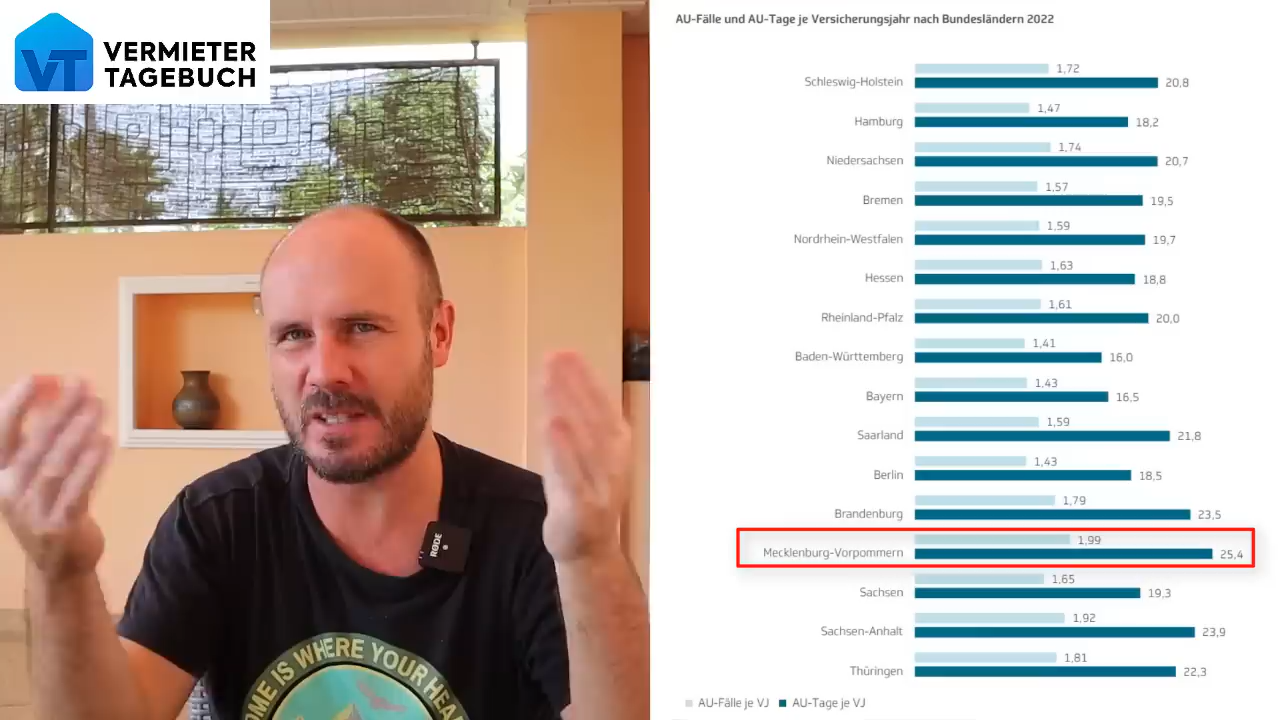 VERMIETER
TAGEBUCH
VT
RØDE
HOME IS WHERE YOUR HEA
AU-Fälle und AU-Tage je Versicherungsjahr nach Bundesländern 2022
1,72
Schleswig-Holstein 20,8
1,47
Hamburg 18,2
1,74
Niedersachsen 20,7
1,57
Bremen 19,5
1,59
Nordrhein-Westfalen 19,7
1,63
Hessen 18,8
1,61
Rheinland-Pfalz 20,0
1,41
Baden-Württemberg 16,0
1,43
Bayern 16,5
1,59
Saarland 21,8
1,43
Berlin 18,5
1,79
Brandenburg 23,5
1,99
Mecklenburg-Vorpommern 25,4
1,65
Sachsen 19,3
1,92
Sachsen-Anhalt 23,9
1,81
Thüringen 22,3
AU-Fälle je VJ AU-Tage je VJ